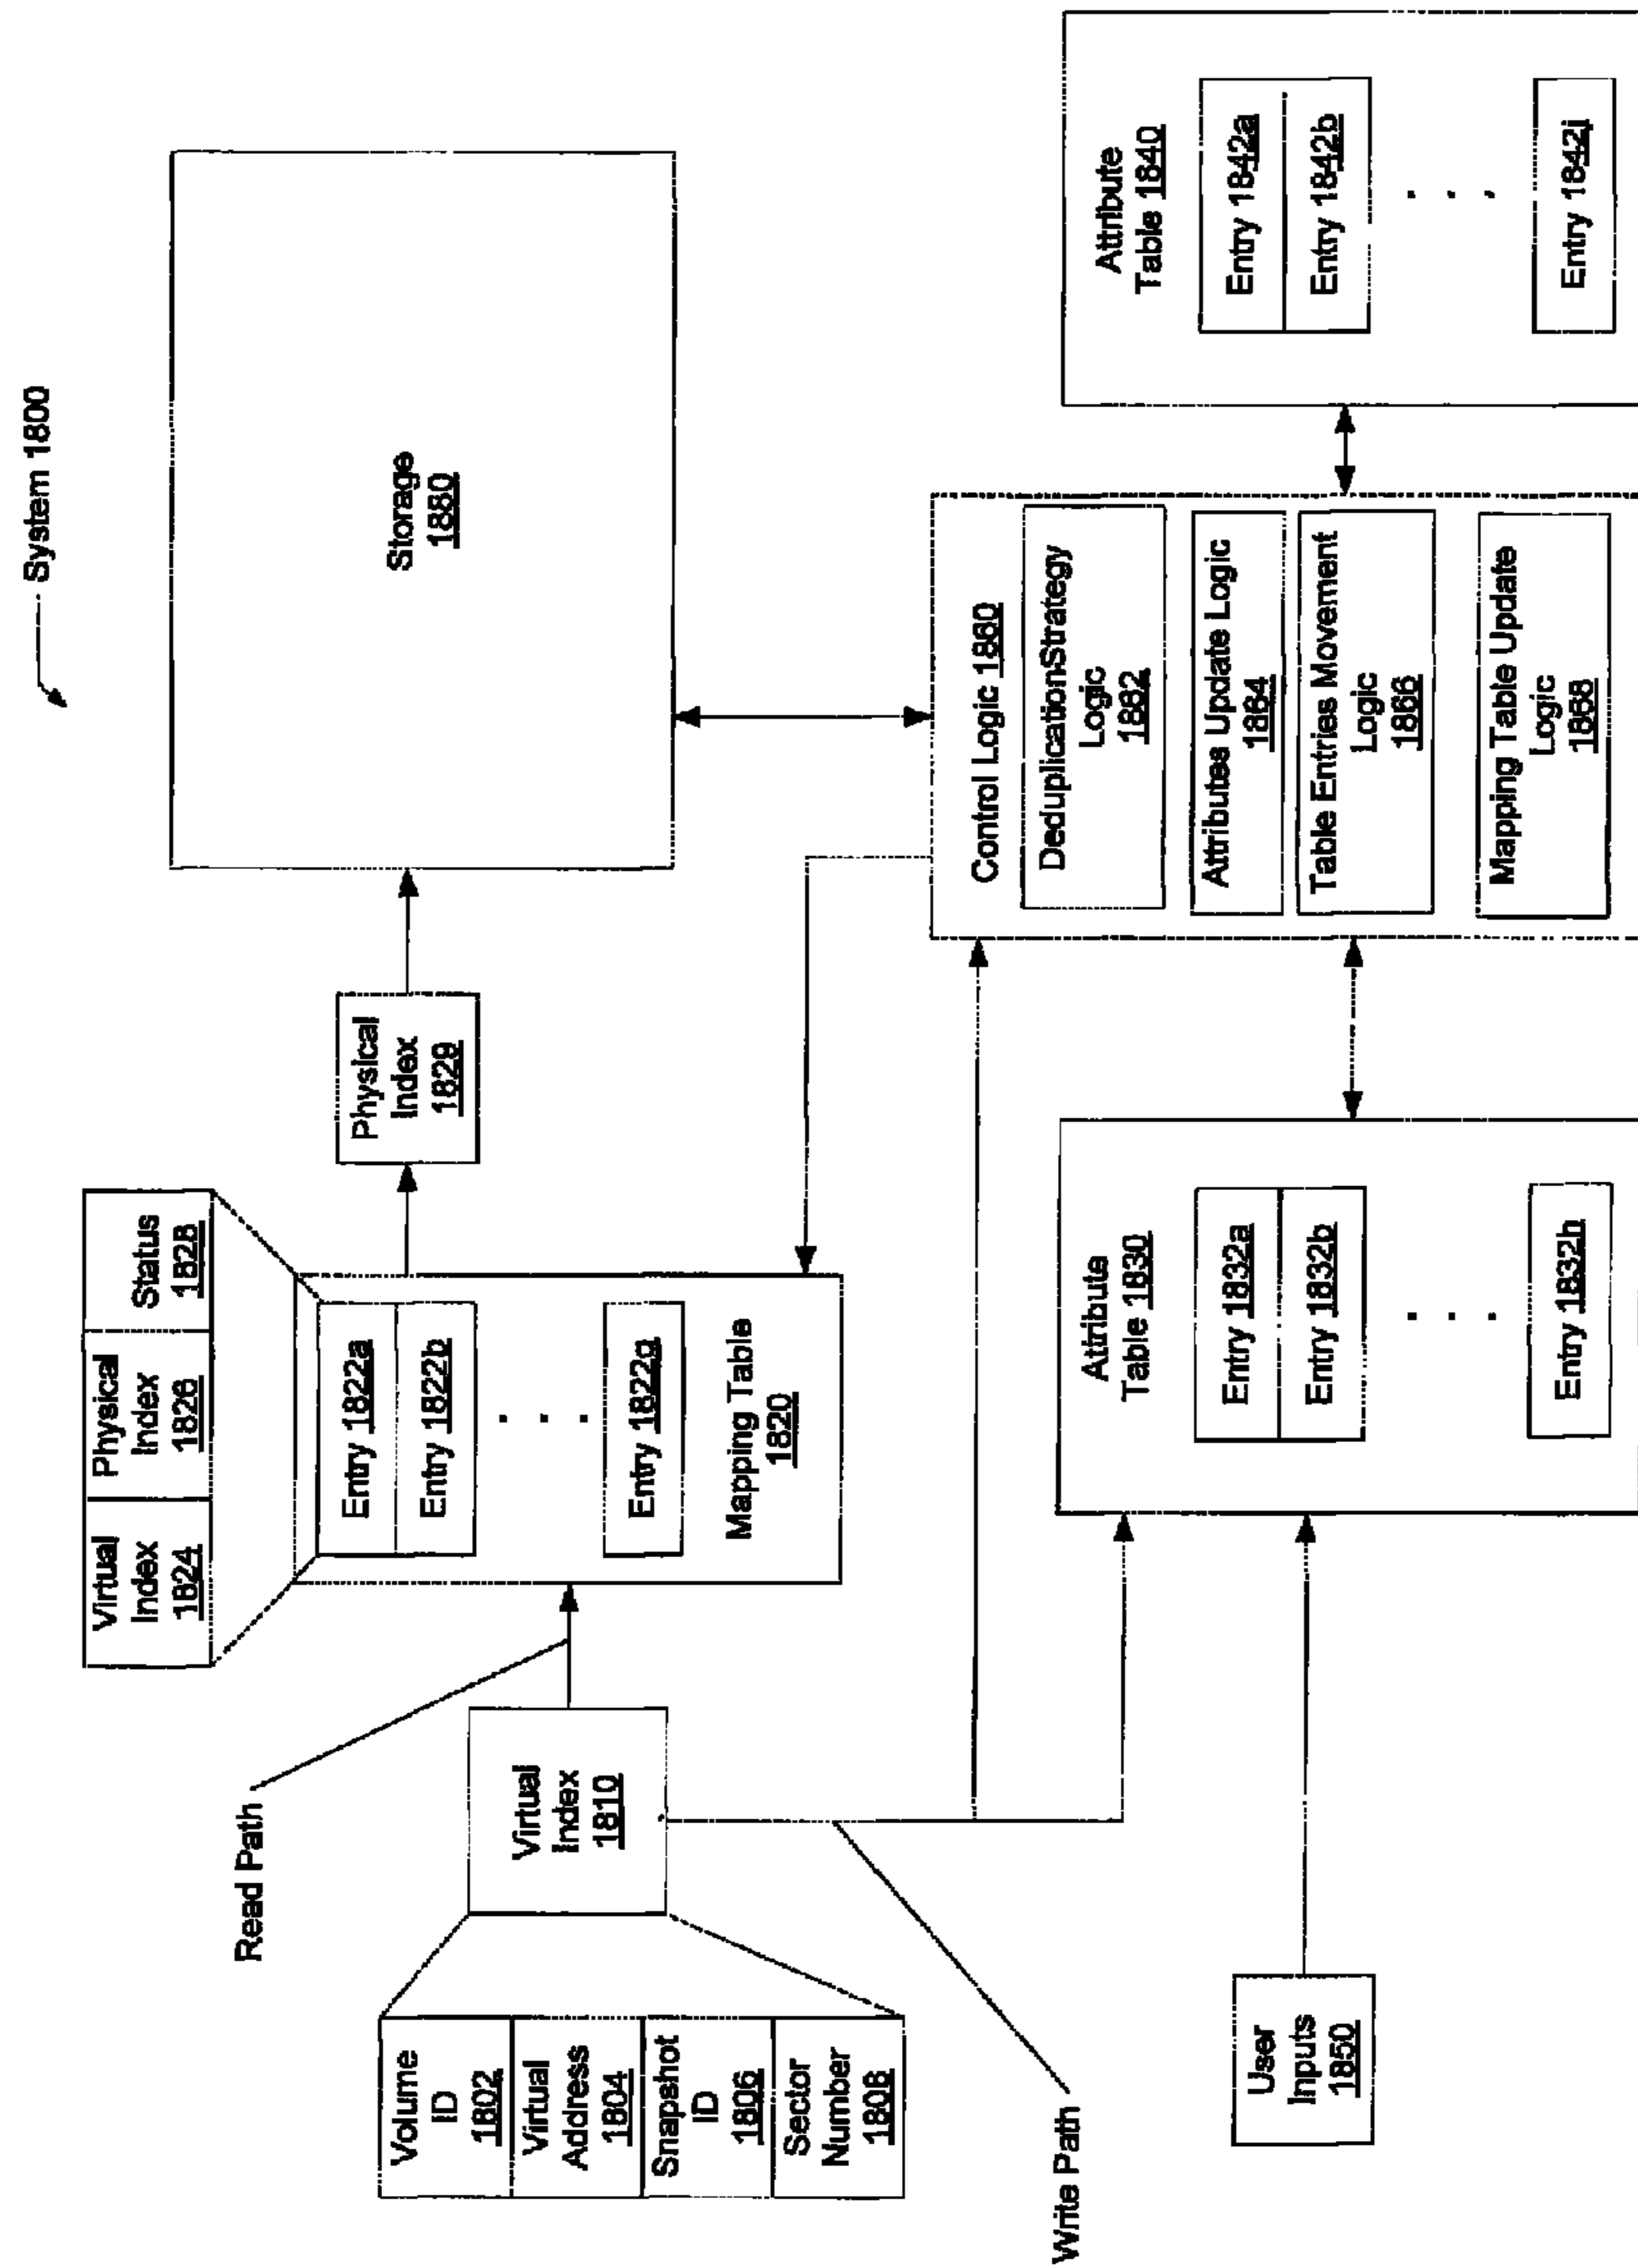 System 1800
Virtual
Index
1824
Physical
Index
1826
Status
1828
Read Path
Volume
ID
1802
Virtual
Address
1804
Snapshot
ID
1806
Sector
Number
1808
Virtual
Index
1810
Entry 1822a
Entry 1822b
. . .
Entry 1822g
Mapping Table
1820
Physical
Index
1829
Storage
1880
Write Path
User
Inputs
1850
Attribute
Table 1830
Entry 1832a
Entry 1832b
. . .
Entry 1832h
Control Logic 1860
DeduplicationStrategy
Logic
1862
Attributes Update Logic
1864
Table Entries Movement
Logic
1866
Mapping Table Update
Logic
1868
Attribute
Table 1840
Entry 1842a
Entry 1842b
. . .
Entry 1842j